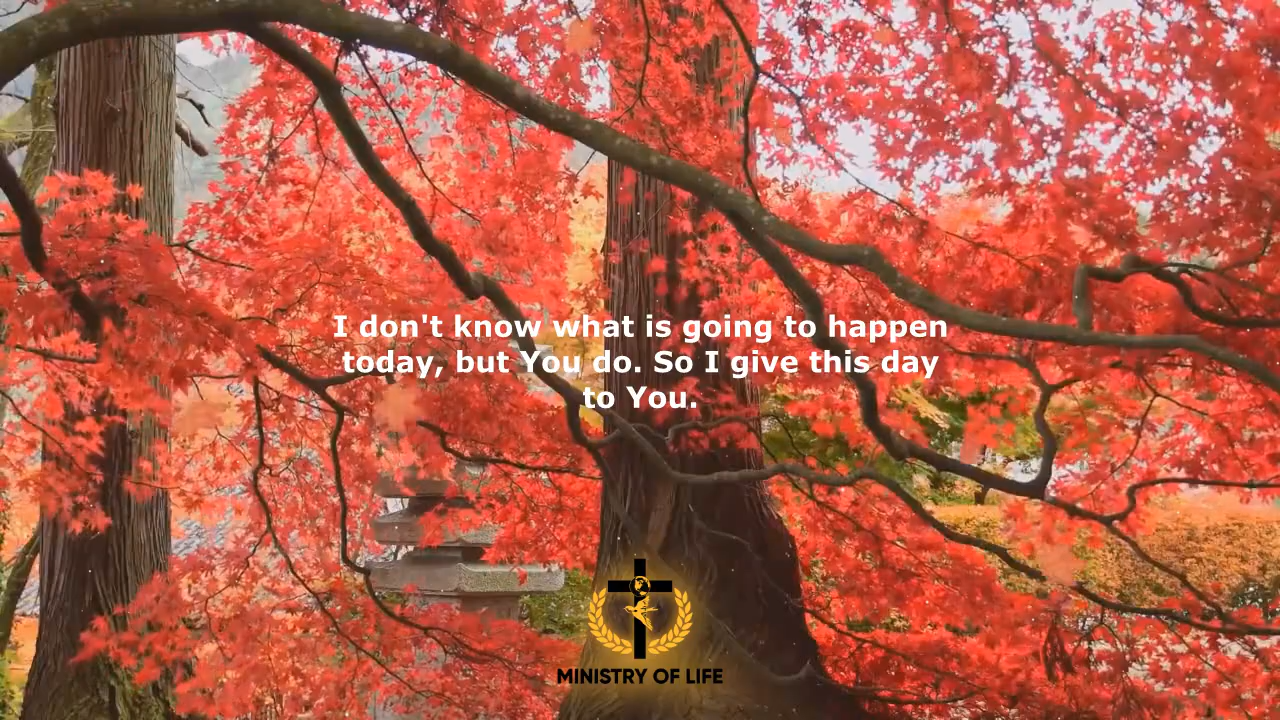 I don't know what is going to happen
today, but You do. So I give this day
to You.
MINISTRY OF LIFE